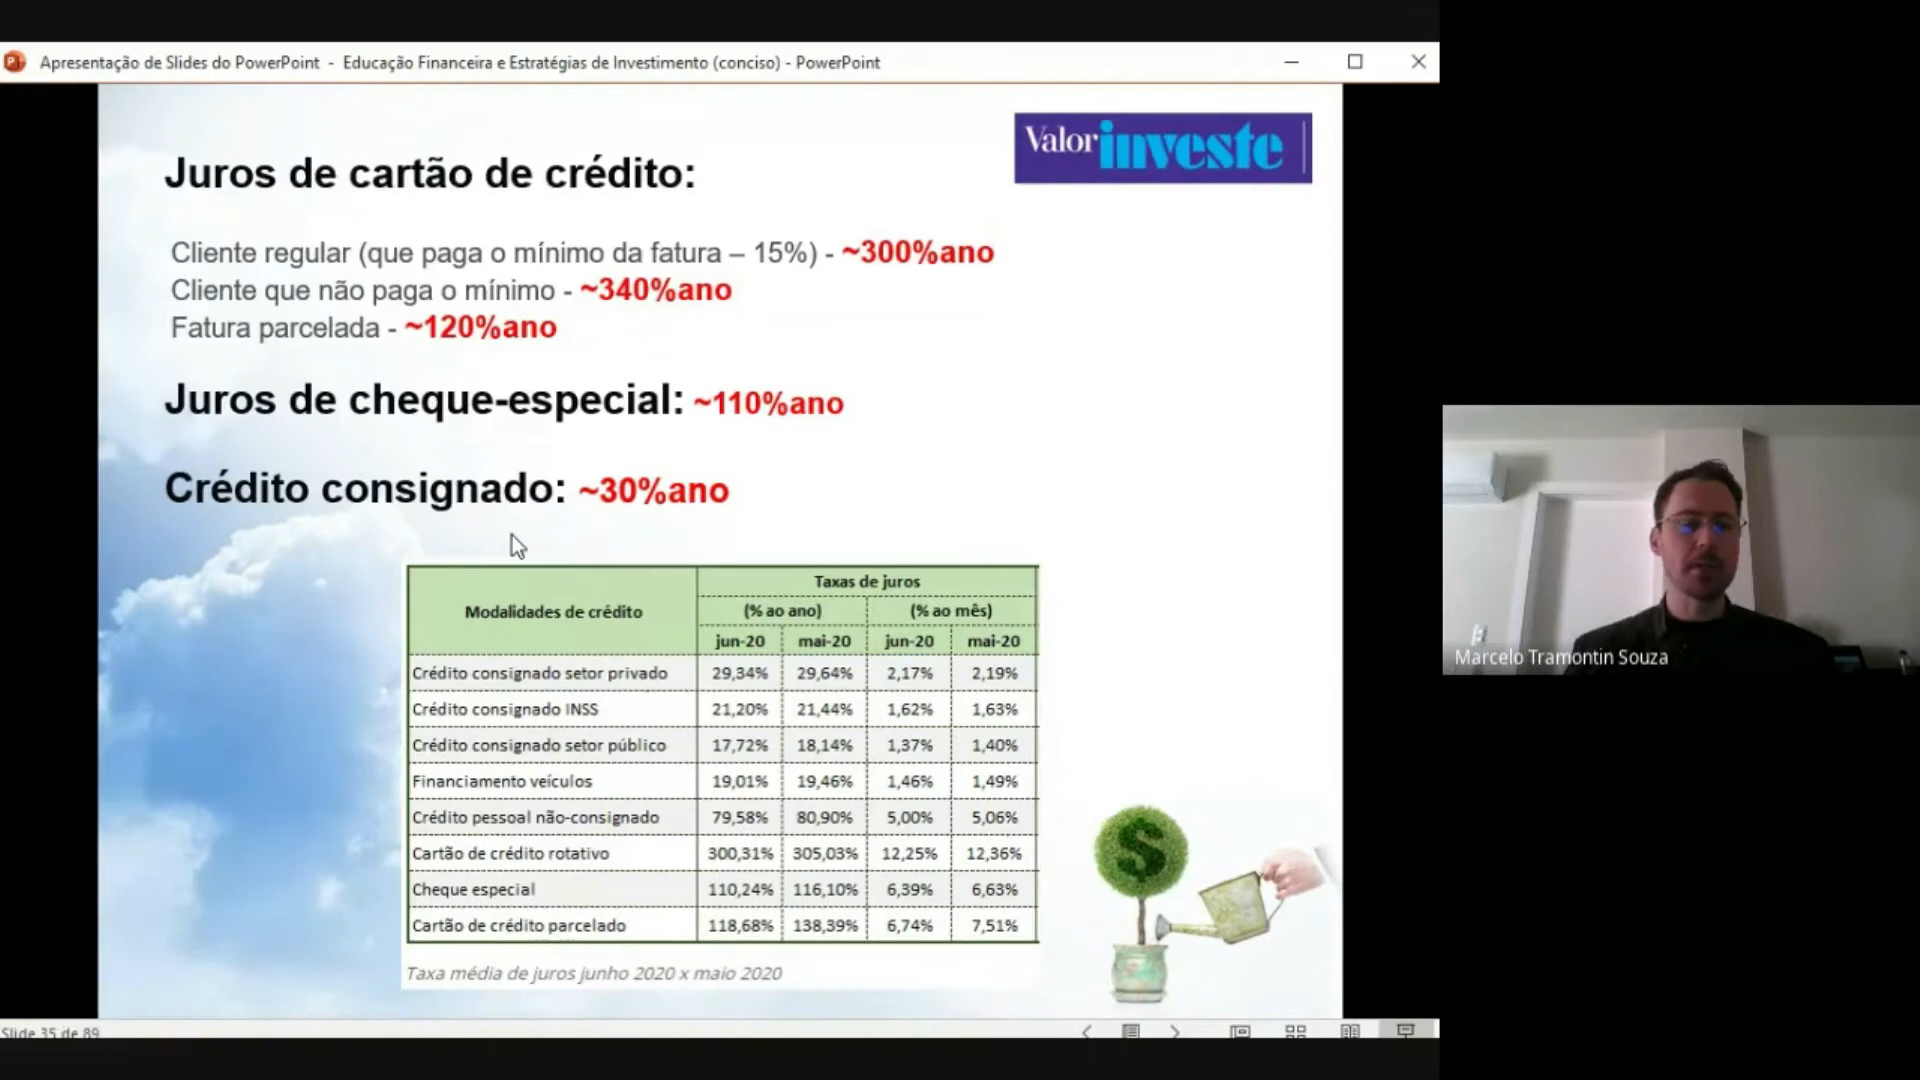 Apresentação de Slides do PowerPoint - Educação Financeira e Estratégias de Investimento (conciso) - PowerPoint
Valor investe
Juros de cartão de crédito:
Cliente regular (que paga o mínimo da fatura – 15%) - ~300%ano
Cliente que não paga o mínimo - ~340%ano
Fatura parcelada - ~120%ano
Juros de cheque-especial: ~110%ano
Crédito consignado: ~30%ano
Modalidades de crédito
Taxas de juros
(% ao ano) (% ao mês)
jun-20 mai-20 jun-20 mai-20
Crédito consignado setor privado 29,34% 29,64% 2,17% 2,19%
Crédito consignado INSS 21,20% 21,44% 1,62% 1,63%
Crédito consignado setor público 17,72% 18,14% 1,37% 1,40%
Financiamento veículos 19,01% 19,46% 1,46% 1,49%
Crédito pessoal não-consignado 79,58% 80,90% 5,00% 5,06%
Cartão de crédito rotativo 300,31% 305,03% 12,25% 12,36%
Cheque especial 110,24% 116,10% 6,39% 6,63%
Cartão de crédito parcelado 118,68% 138,39% 6,74% 7,51%
Taxa média de juros junho 2020 x maio 2020
$
Slide 35 de 89
Marcelo Tramontin Souza